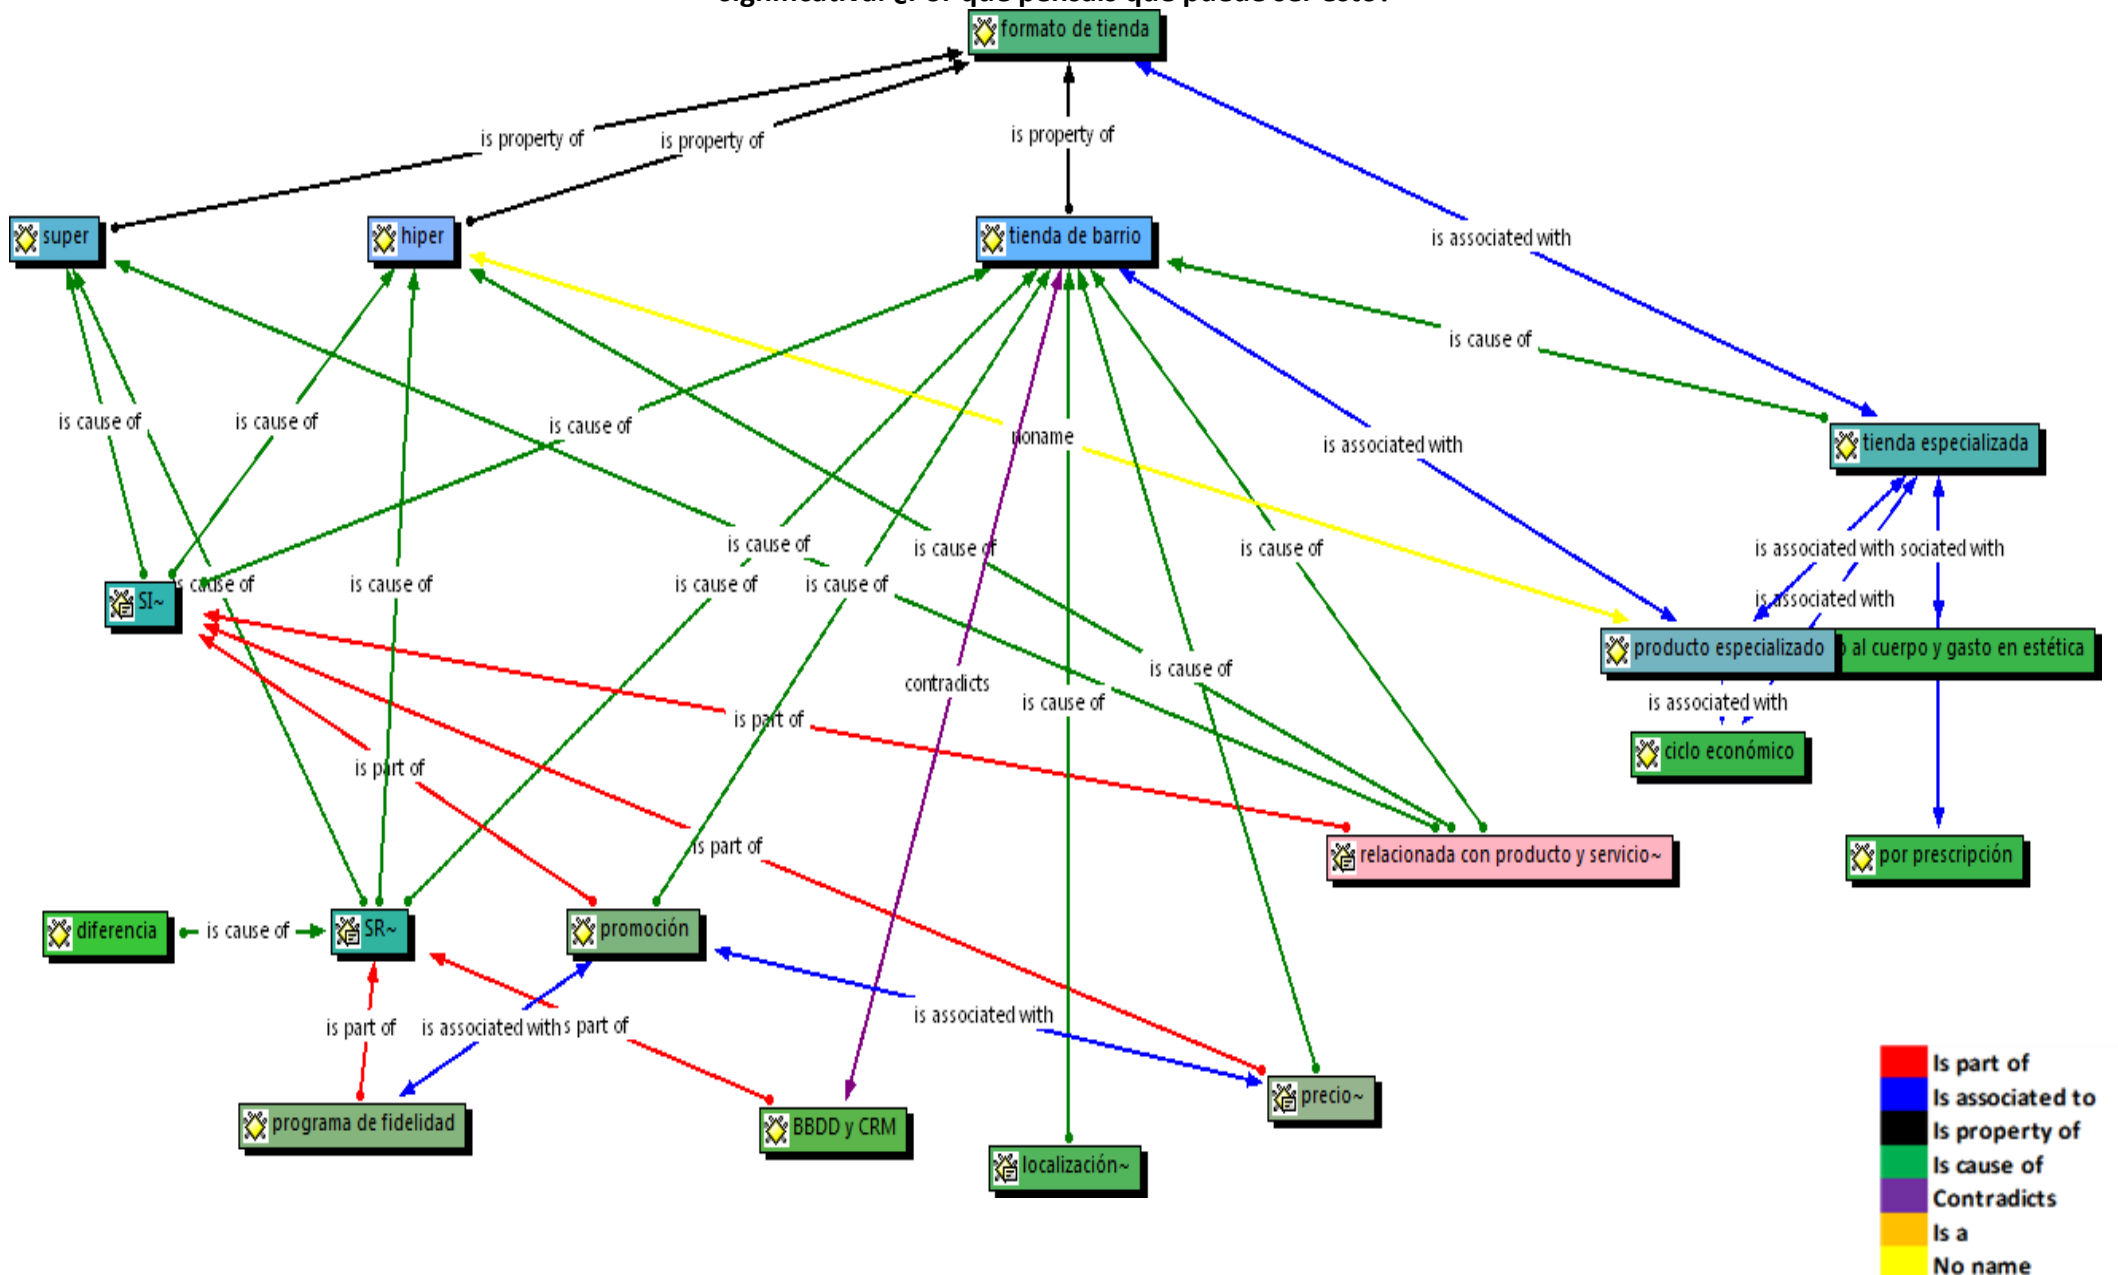 formato de tienda
is property of
is property of
is property of
super
hiper
tienda de barrio
is associated with
is cause of
is cause of
is cause of
is cause of
noname
is associated with
tienda especializada
is cause of
is cause of
is cause of
is associated with
sociated with
SI~
s cause of
is cause of
is cause of
is cause of
is associated with
producto especializado
al cuerpo y gasto en estética
is cause of
contradicts
is cause of
is associated with
is part of
ciclo económico
is part of
is part of
relacionada con producto y servicio~
por prescripción
diferencia
is cause of
SR~
promoción
is part of
is associated with
s part of
is associated with
programa de fidelidad
BBDD y CRM
precio~
localización~
Is part of
Is associated to
Is property of
Is cause of
Contradicts
Is a
No name